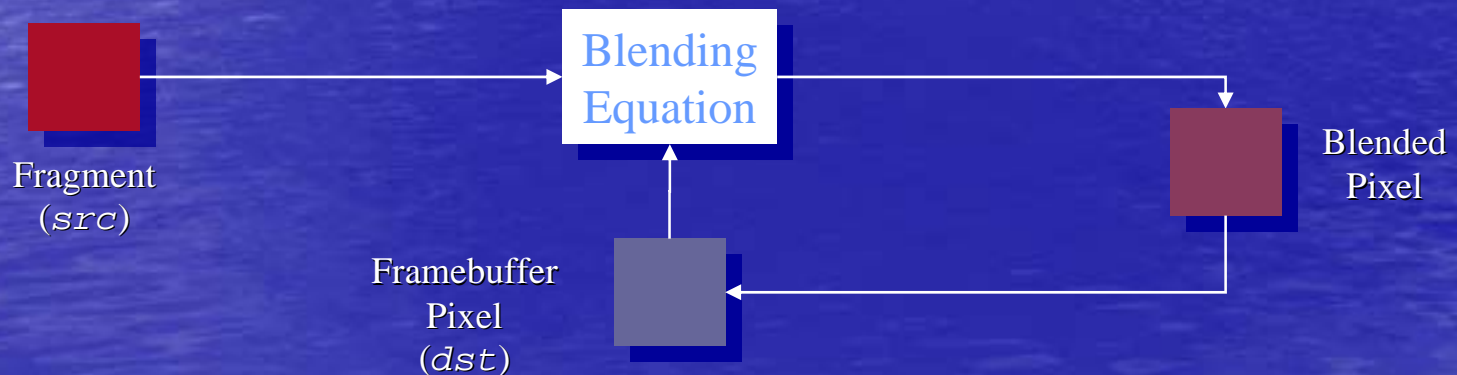 Blending
Equation
Fragment
(src)
Blended
Pixel
Framebuffer
Pixel
(dst)